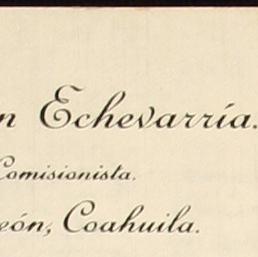 n Echevarría.
Comisionista.
eón, Coahuila.